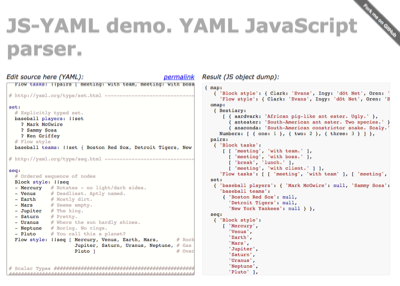 Fork me on GitHub
JS-YAML demo. YAML JavaScript
parser.
Edit source here (YAML):
permalink
Result (JS object dump):
# http://yaml.org/type/set.html
set:
# Explicitly typed set.
baseball players: !!set
? Mark McGwire
? Sammy Sosa
? Ken Griffey
# Flow style
baseball teams: !!set { Boston Red Sox, Detroit Tigers, New
# http://yaml.org/type/seq.html
seq:
# Ordered sequence of nodes
Block style: !!seq
- Mercury # Rotates - no light/dark sides.
- Venus # Deadliest. Aptly named.
- Earth # Mostly dirt.
- Mars # Seems empty.
- Jupiter # The king.
- Saturn # Pretty.
- Uranus # Where the sun hardly shines.
- Neptune # Boring. No rings.
- Pluto # You call this a planet?
Flow style: !!seq [ Mercury, Venus, Earth, Mars, # Rock
Jupiter, Saturn, Uranus, Neptune, # Gas
Pluto ] # Over
# Scalar Types
{ map:
{ 'Block style': { Clark: 'Evans', Ingy: 'döt Net', Oren:
'Flow style': { Clark: 'Evans', Ingy: 'döt Net', Oren: 'B
omap:
{ Bestiary:
[ { aardvark: 'African pig-like ant eater. Ugly.' },
{ anteater: 'South-American ant eater. Two species.' }
{ anaconda: 'South-American constrictor snake. Scaly.'
Numbers: [ { one: 1 }, { two: 2 }, { three: 3 } ] },
pairs:
{ 'Block tasks':
[ [ 'meeting', 'with team.' ],
[ 'meeting', 'with boss.' ],
[ 'break', 'lunch.' ],
[ 'meeting', 'with client.' ] ],
'Flow tasks': [ [ 'meeting', 'with team' ], [ 'meeting',
set:
{ 'baseball players': { 'Mark McGwire': null, 'Sammy Sosa':
'baseball teams':
{ 'Boston Red Sox': null,
'Detroit Tigers': null,
'New York Yankees': null } },
seq:
{ 'Block style':
[ 'Mercury',
'Venus',
'Earth',
'Mars',
'Jupiter',
'Saturn',
'Uranus',
'Neptune',
'Pluto' ],